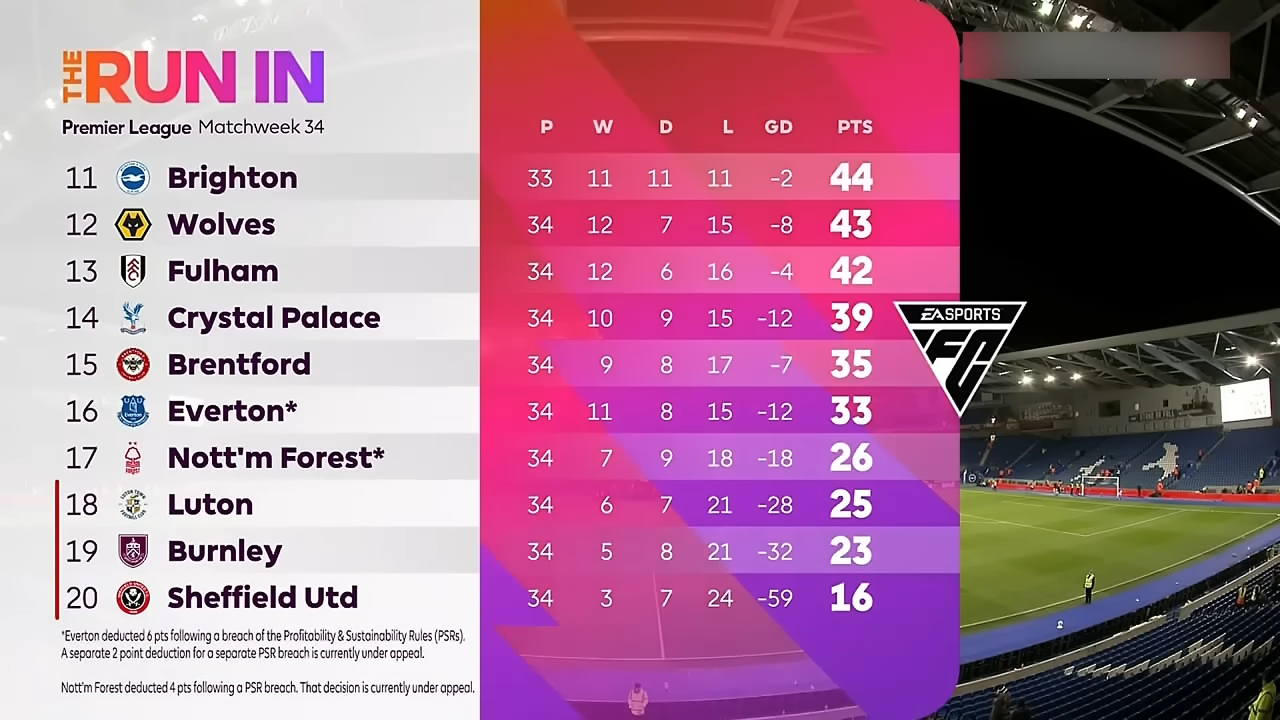 THE RUN IN
Premier League Matchweek 34
P W D L GD PTS
11 Brighton 33 11 11 11 -2 44
12 Wolves 34 12 7 15 -8 43
13 Fulham 34 12 6 16 -4 42
14 Crystal Palace 34 10 9 15 -12 39
15 Brentford 34 9 8 17 -7 35
16 Everton* 34 11 8 15 -12 33
17 Nott'm Forest* 34 7 9 18 -18 26
18 Luton 34 6 7 21 -28 25
19 Burnley 34 5 8 21 -32 23
20 Sheffield Utd 34 3 7 24 -59 16
*Everton deducted 6 pts following a breach of the Profitability & Sustainability Rules (PSRs).
A separate 2 point deduction for a separate PSR breach is currently under appeal.
Nott'm Forest deducted 4 pts following a PSR breach. That decision is currently under appeal.
EA SPORTS
FC